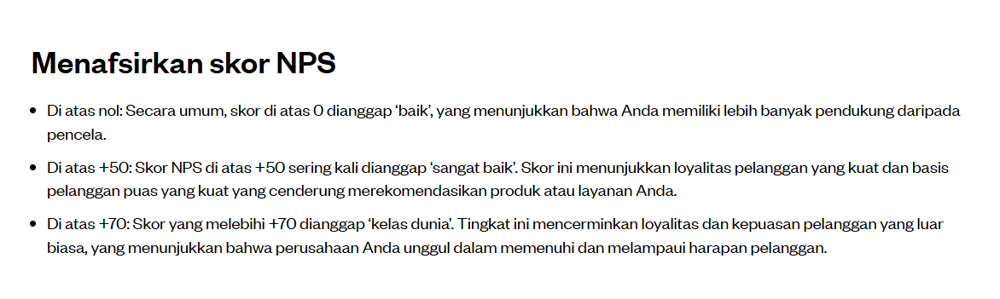 Menafsirkan skor NPS
• Di atas nol: Secara umum, skor di atas 0 dianggap ‘baik’, yang menunjukkan bahwa Anda memiliki lebih banyak pendukung daripada
pencela.
• Di atas +50: Skor NPS di atas +50 sering kali dianggap ‘sangat baik’. Skor ini menunjukkan loyalitas pelanggan yang kuat dan basis
pelanggan puas yang kuat yang cenderung merekomendasikan produk atau layanan Anda.
• Di atas +70: Skor yang melebihi +70 dianggap ‘kelas dunia’. Tingkat ini mencerminkan loyalitas dan kepuasan pelanggan yang luar
biasa, yang menunjukkan bahwa perusahaan Anda unggul dalam memenuhi dan melampaui harapan pelanggan.